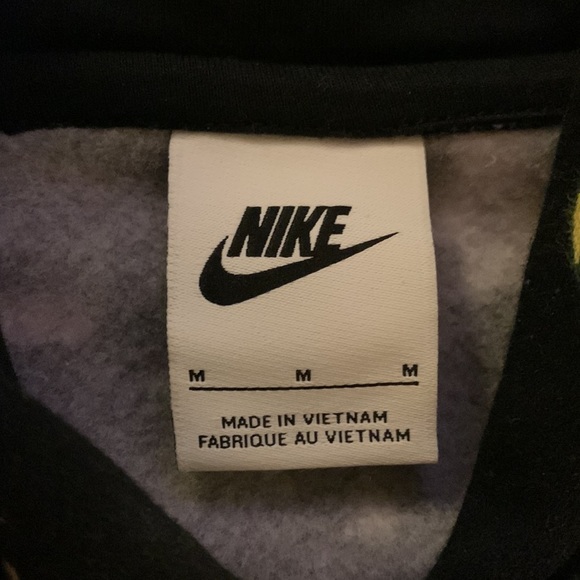 NIKE
M M M
MADE IN VIETNAM
FABRIQUE AU VIETNAM